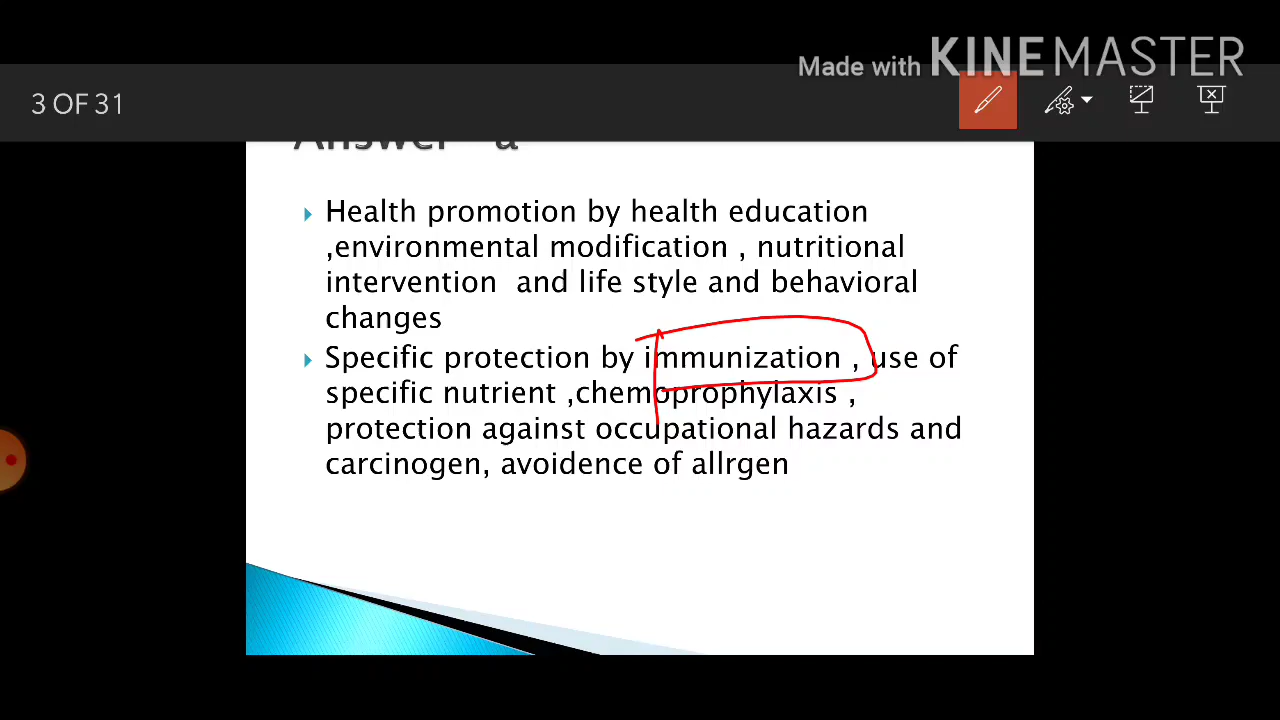 Made with KINEMASTER
3 OF 31
Answer a
Health promotion by health education
,environmental modification , nutritional
intervention and life style and behavioral
changes
Specific protection by immunization , use of
specific nutrient ,chemoprophylaxis ,
protection against occupational hazards and
carcinogen, avoidence of allrgen